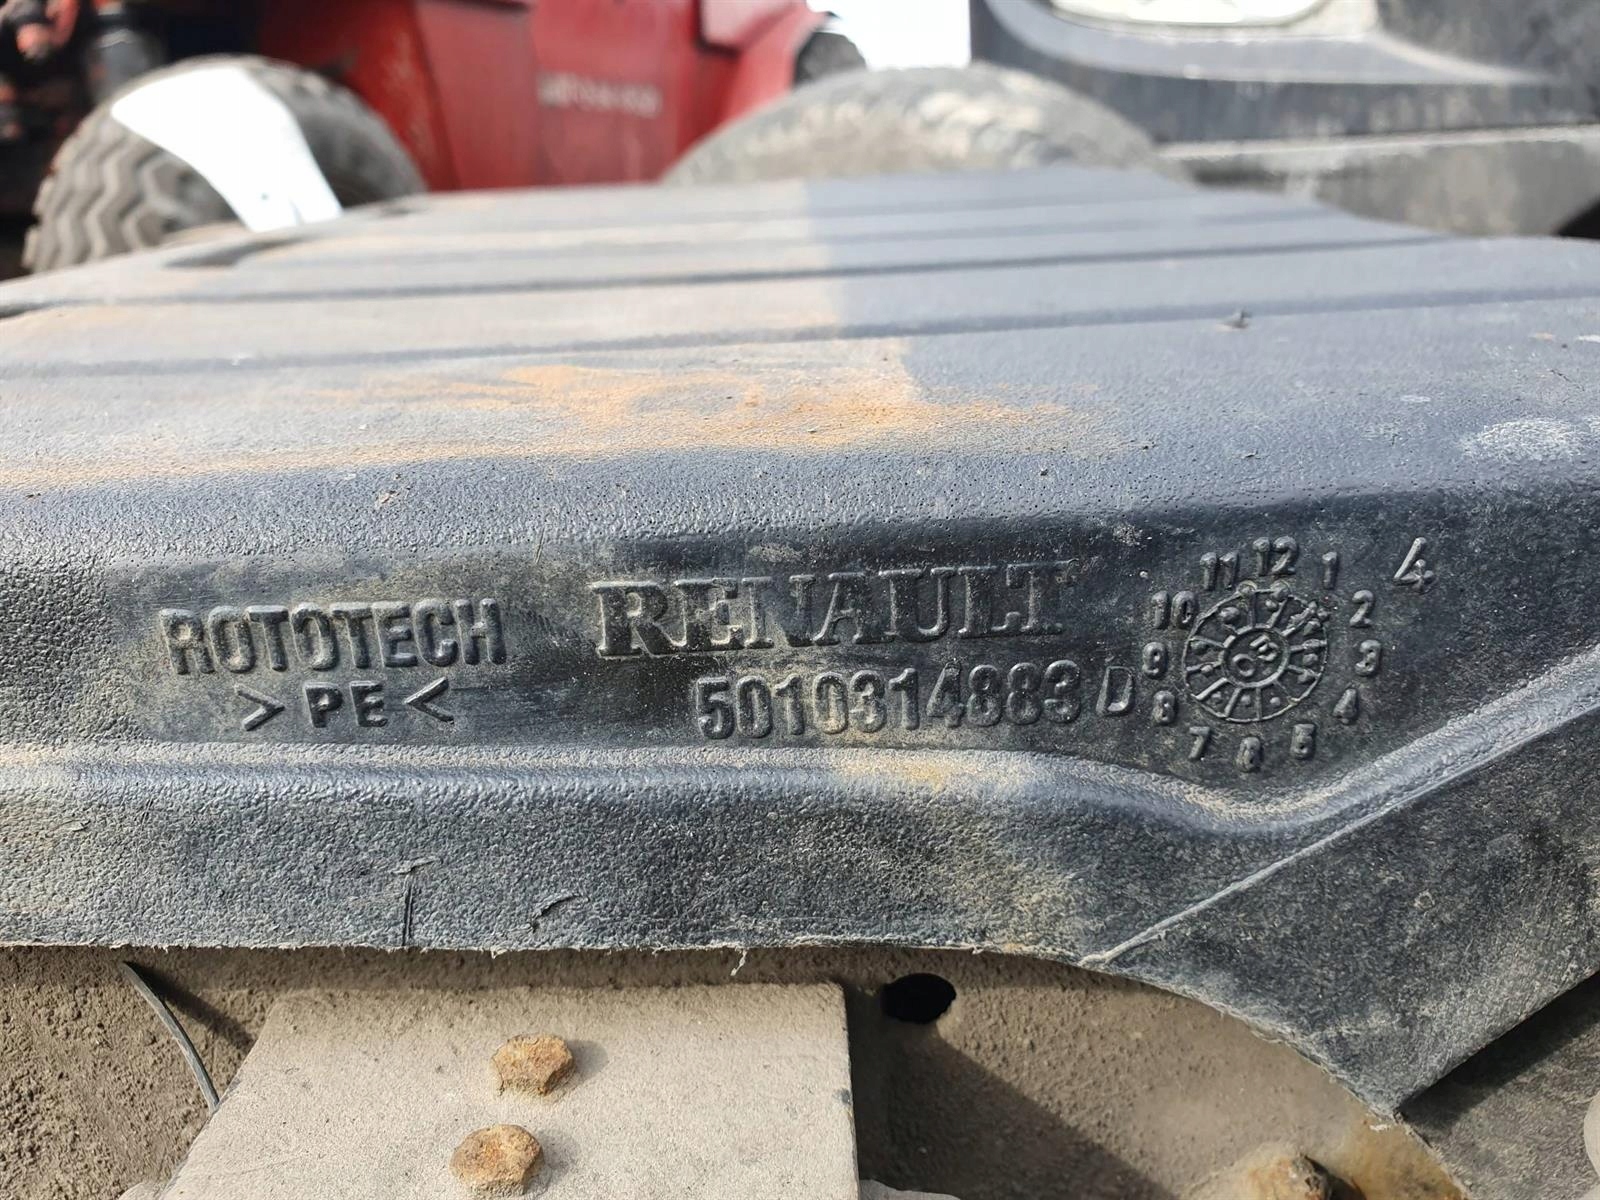 ROTOTECH
>PE<
RENAULT
5010314883 D
11 12 1 2 3 4 5 6 7 8 9 10
4